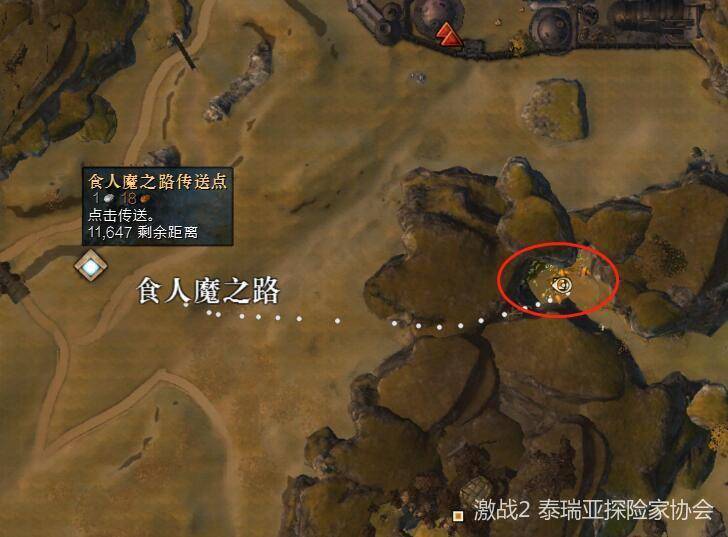 食人魔之路传送点
1 18
点击传送。
11,647 剩余距离
食人魔之路
激战2 泰瑞亚探险家协会